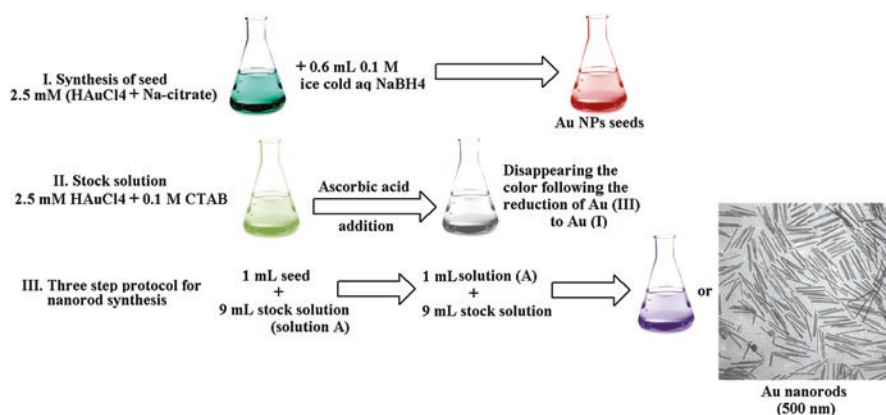 I. Synthesis of seed
2.5 mM (HAuCl4 + Na-citrate)
+ 0.6 mL 0.1 M
ice cold aq NaBH4
Au NPs seeds
II. Stock solution
2.5 mM HAuCl4 + 0.1 M CTAB
Ascorbic acid
addition
Disappearing the
color following the
reduction of Au (III)
to Au (I)
III. Three step protocol for
nanorod synthesis
1 mL seed
+
9 mL stock solution
(solution A)
1 mL solution (A)
+
9 mL stock solution
or
Au nanorods
(500 nm)